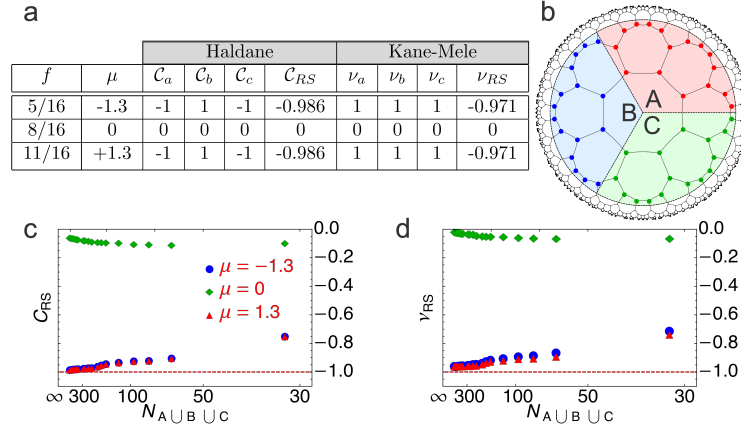 a
Haldane Kane-Mele
f μ 𝒞a 𝒞b 𝒞c 𝒞RS νa νb νc νRS
5/16 -1.3 -1 1 -1 -0.986 1 1 1 -0.971
8/16 0 0 0 0 0 0 0 0 0
11/16 +1.3 -1 1 -1 -0.986 1 1 1 -0.971
b
A
B
C
c
μ = −1.3
μ = 0
μ = 1.3
0.0
−0.2
−0.4
−0.6
−0.8
−1.0
CRS
∞ 300 100 50 30
NA⋃B⋃C
d
0.0
−0.2
−0.4
−0.6
−0.8
−1.0
νRS
∞ 300 100 50 30
NA⋃B⋃C